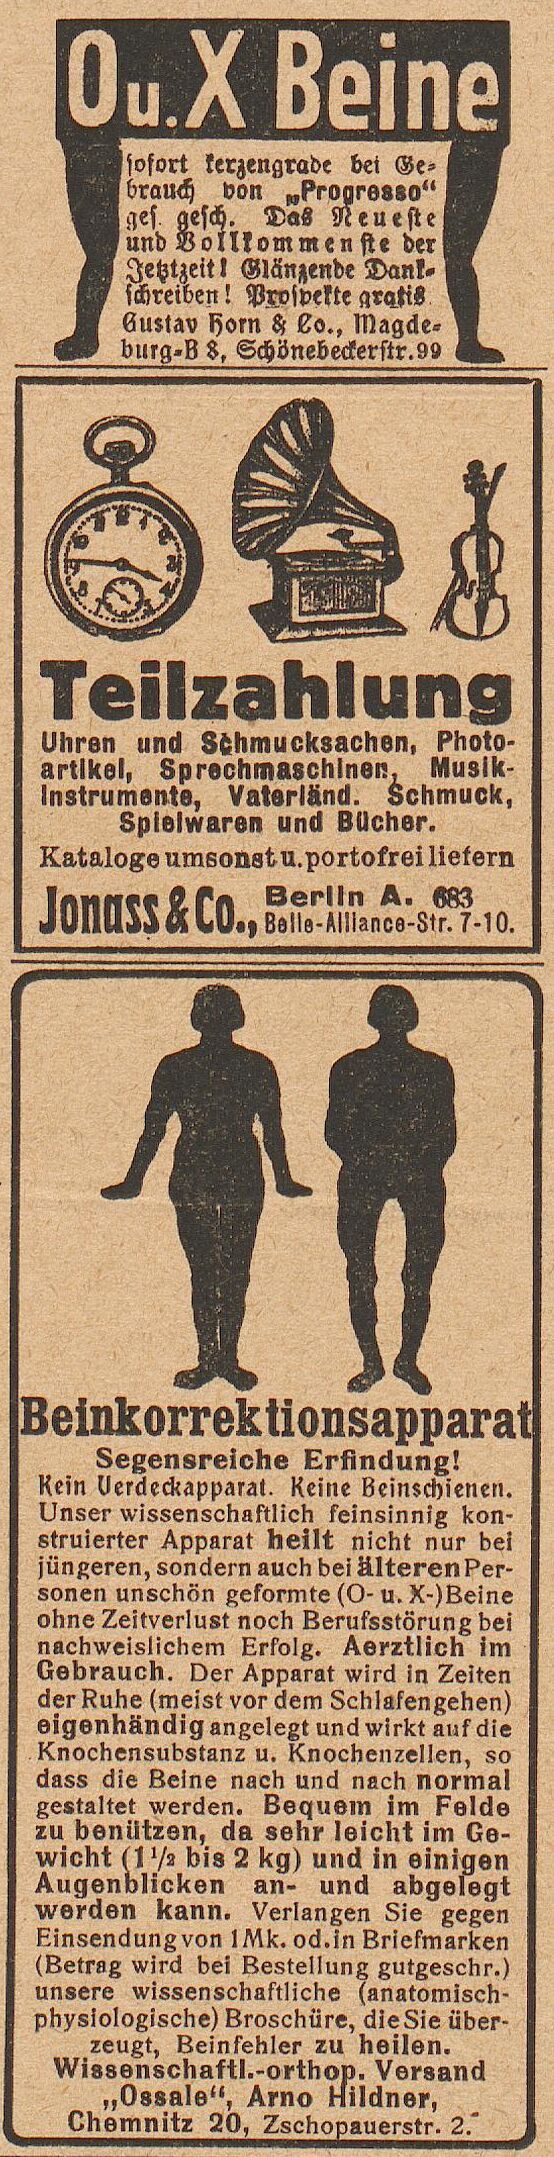 O u. X Beine
sofort kerzengrade bei Ge-
brauch von „Progresso“
ges. gesch. Das Neueste
und Vollkommenste der
Jetztzeit! Glänzende Dank-
schreiben! Prospekte gratis
Gustav Horn & Co., Magde-
burg-B 8, Schönebeckerstr. 99
Teilzahlung
Uhren und Schmucksachen, Photo-
artikel, Sprechmaschinen, Musik-
Instrumente, Vaterländ. Schmuck,
Spielwaren und Bücher.
Kataloge umsonst u. portofrei liefern
Jonass & Co., Berlin A. 683
Belle-Alliance-Str. 7-10.
Beinkorrektionsapparat
Segensreiche Erfindung!
Kein Verdeckapparat. Keine Beinschienen.
Unser wissenschaftlich feinsinnig kon-
struierter Apparat heilt nicht nur bei
jüngeren, sondern auch bei älteren Per-
sonen unschön geformte (O- u. X-) Beine
ohne Zeitverlust noch Berufsstörung bei
nachweislichem Erfolg. Aerztlich im
Gebrauch. Der Apparat wird in Zeiten
der Ruhe (meist vor dem Schlafengehen)
eigenhändig angelegt und wirkt auf die
Knochensubstanz u. Knochenzellen, so
dass die Beine nach und nach normal
gestaltet werden. Bequem im Felde
zu benützen, da sehr leicht im Ge-
wicht (1½ bis 2 kg) und in einigen
Augenblicken an- und abgelegt
werden kann. Verlangen Sie gegen
Einsendung von 1 Mk. od. in Briefmarken
(Betrag wird bei Bestellung gutgeschr.)
unsere wissenschaftliche (anatomisch-
physiologische) Broschüre, die Sie über-
zeugt, Beinfehler zu heilen.
Wissenschaftl.-orthop. Versand
„Ossale“, Arno Hildner,
Chemnitz 20, Zschopauerstr. 2.